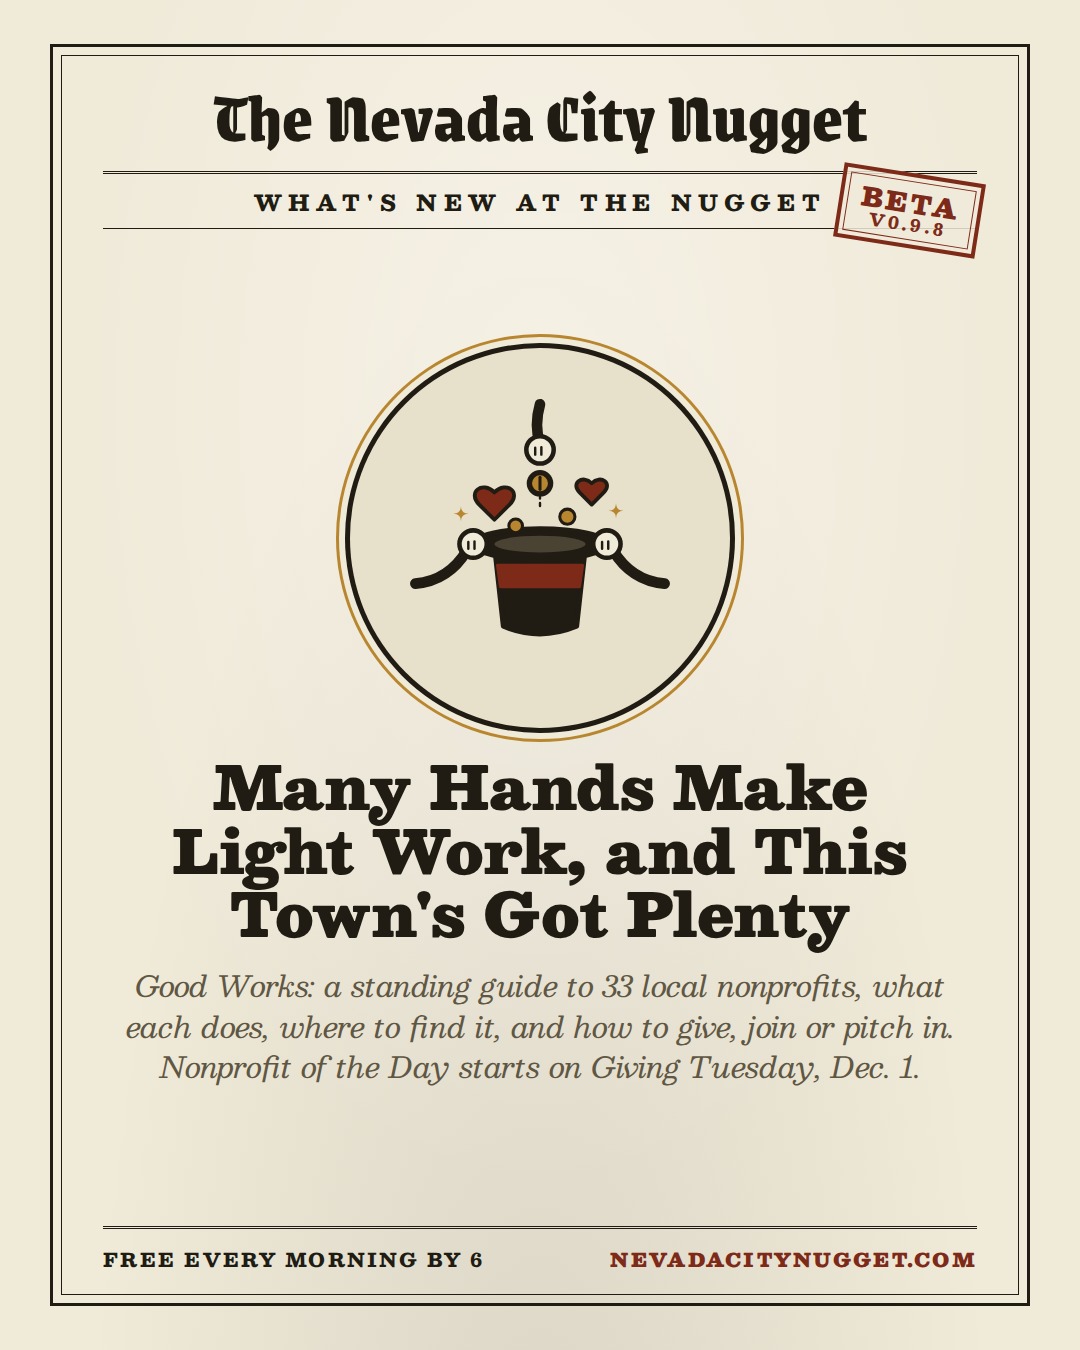 The Nevada City Nugget
WHAT'S NEW AT THE NUGGET
BETA
V0.9.8
Many Hands Make
Light Work, and This
Town's Got Plenty
Good Works: a standing guide to 33 local nonprofits, what
each does, where to find it, and how to give, join or pitch in.
Nonprofit of the Day starts on Giving Tuesday, Dec. 1.
FREE EVERY MORNING BY 6
NEVADACITYNUGGET.COM